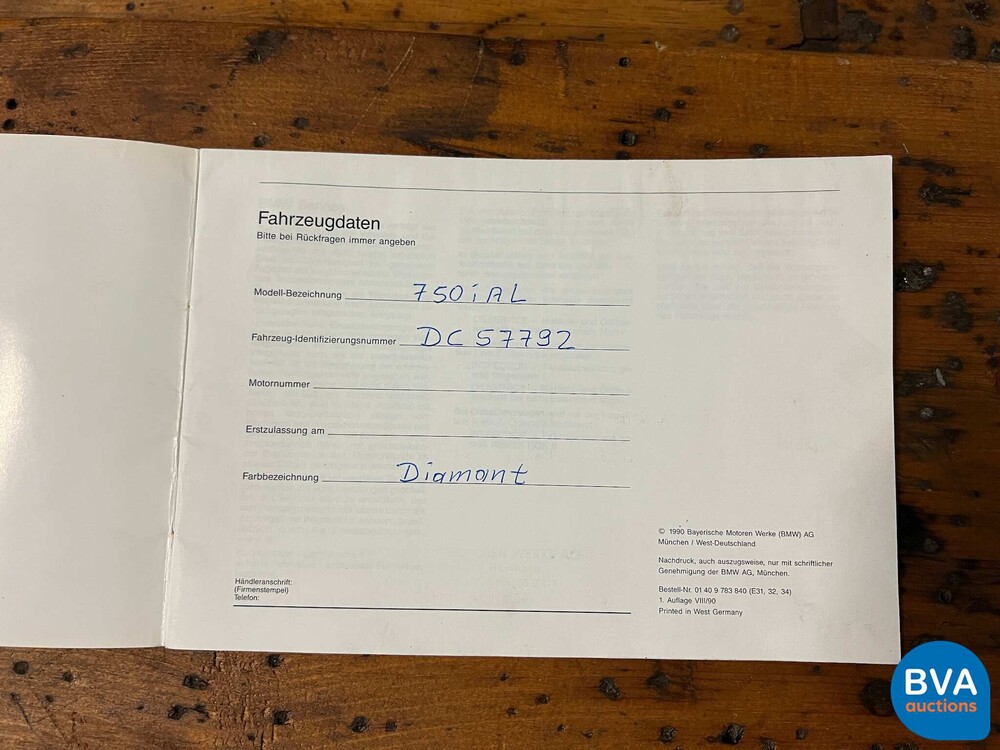 Fahrzeugdaten
Bitte bei Rückfragen immer angeben
Modell-Bezeichnung 750iAL
Fahrzeug-Identifizierungsnummer DC57792
Motornummer
Erstzulassung am
Farbbezeichnung Diamant
Händleranschrift:
(Firmenstempel)
Telefon:
© 1990 Bayerische Motoren Werke (BMW) AG
München / West-Deutschland
Nachdruck, auch auszugsweise, nur mit schriftlicher
Genehmigung der BMW AG, München.
Bestell-Nr. 01 40 9 783 840 (E31, 32, 34)
1. Auflage VIII/90
Printed in West Germany
BVA
auctions